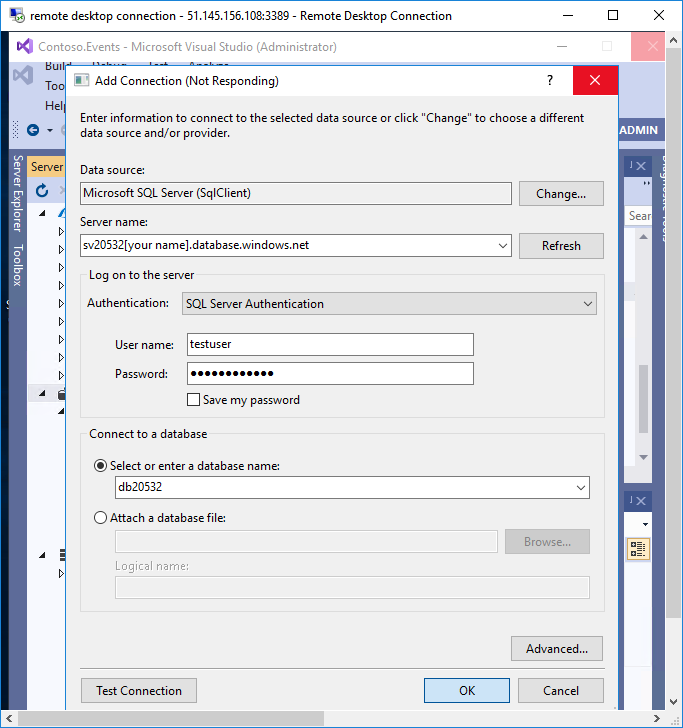 remote desktop connection - 51.145.156.108:3389 - Remote Desktop Connection
Contoso.Events - Microsoft Visual Studio (Administrator)
Build Debug Test Analyze
Add Connection (Not Responding)
?
Help
Enter information to connect to the selected data source or click "Change" to choose a different
data source and/or provider.
ADMIN
Server
Server Explorer
Toolbox
Data source:
Microsoft SQL Server (SqlClient)
Change...
Server name:
sv20532[your name].database.windows.net
Refresh
Sear
Log on to the server
Authentication:
SQL Server Authentication
User name:
testuser
Password:
●●●●●●●●●●●●
Save my password
Connect to a database
Select or enter a database name:
db20532
Attach a database file:
Browse...
Logical name:
Advanced...
Test Connection
OK
Cancel